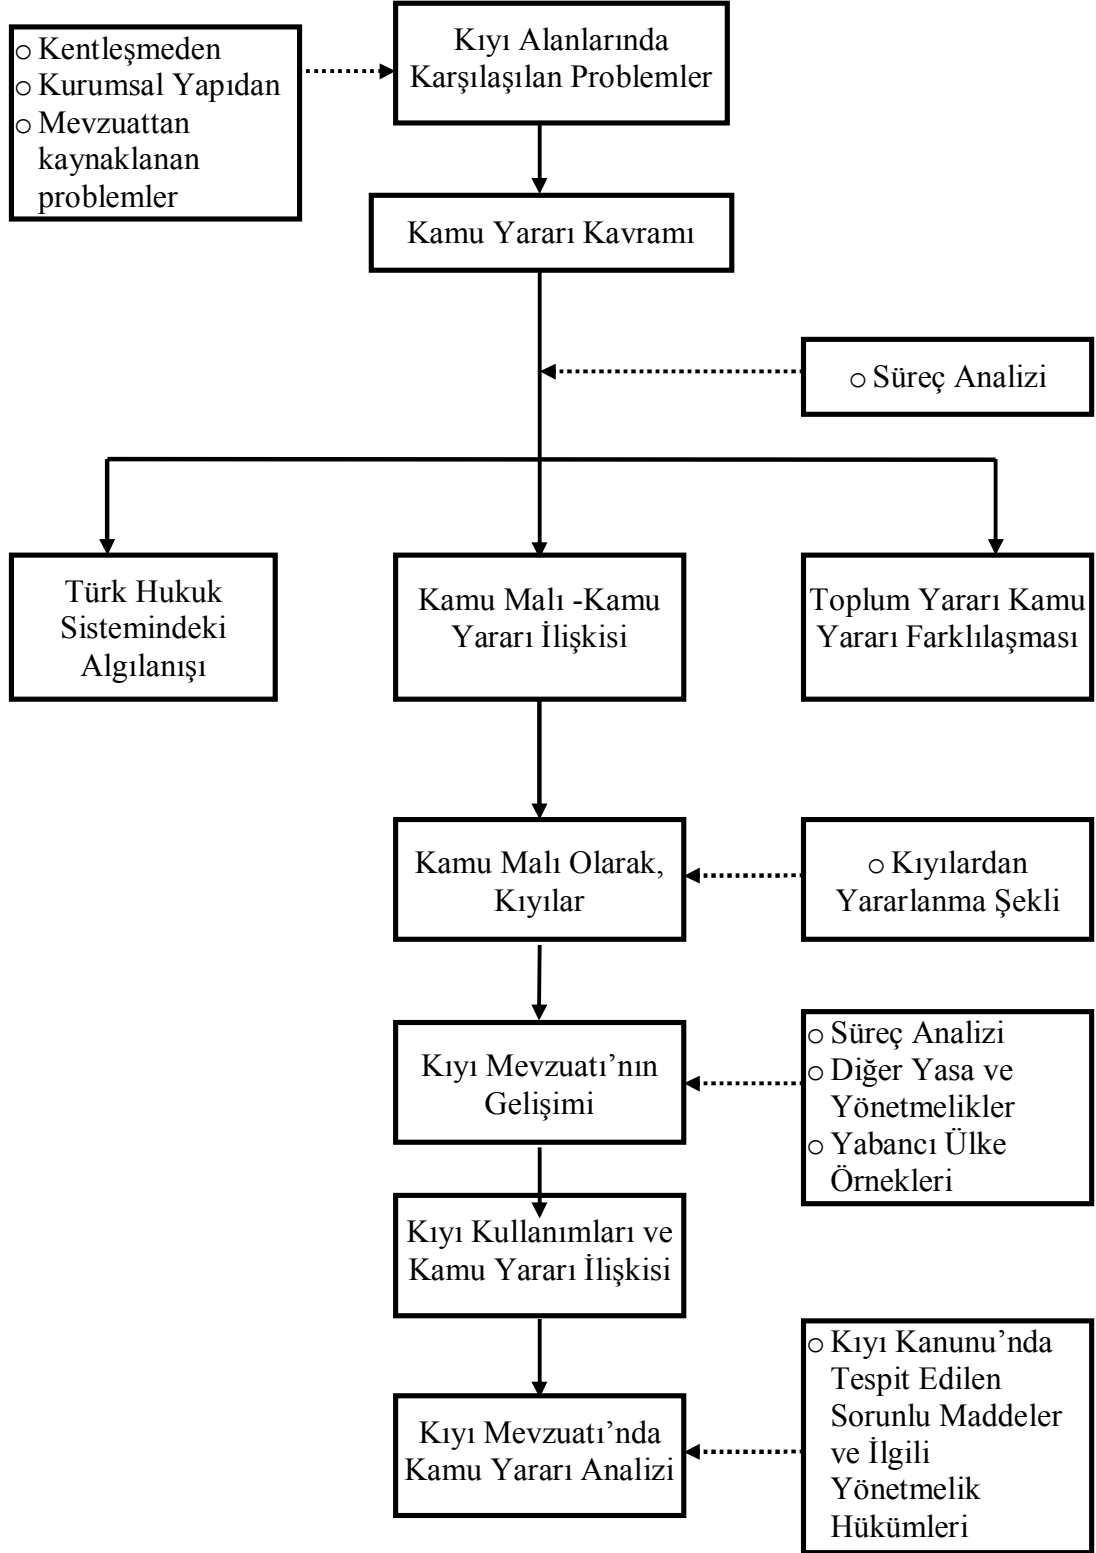 ○ Kentleşmeden
○ Kurumsal Yapıdan
○ Mevzuattan
kaynaklanan
problemler
Kıyı Alanlarında
Karşılaşılan Problemler
Kamu Yararı Kavramı
○ Süreç Analizi
Türk Hukuk
Sistemindeki
Algılanışı
Kamu Malı -Kamu
Yararı İlişkisi
Toplum Yararı Kamu
Yararı Farklılaşması
Kamu Malı Olarak,
Kıyılar
○ Kıyılardan
Yararlanma Şekli
Kıyı Mevzuatı’nın
Gelişimi
○ Süreç Analizi
○ Diğer Yasa ve
Yönetmelikler
○ Yabancı Ülke
Örnekleri
Kıyı Kullanımları ve
Kamu Yararı İlişkisi
Kıyı Mevzuatı’nda
Kamu Yararı Analizi
○ Kıyı Kanunu’nda
Tespit Edilen
Sorunlu Maddeler
ve İlgili
Yönetmelik
Hükümleri